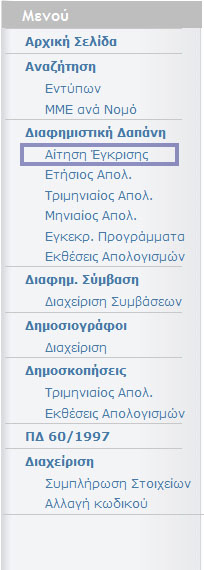 Μενού
Αρχική Σελίδα
Αναζήτηση
Εντύπων
ΜΜΕ ανά Νομό
Διαφημιστική Δαπάνη
Αίτηση Έγκρισης
Ετήσιος Απολ.
Τριμηνιαίος Απολ.
Μηνιαίος Απολ.
Εγκεκρ. Προγράμματα
Εκθέσεις Απολογισμών
Διαφημ. Σύμβαση
Διαχείριση Συμβάσεων
Δημοσιογράφοι
Διαχείριση
Δημοσκοπήσεις
Τριμηνιαίος Απολ.
Εκθέσεις Απολογισμών
ΠΔ 60/1997
Διαχείριση
Συμπλήρωση Στοιχείων
Αλλαγή κωδικού